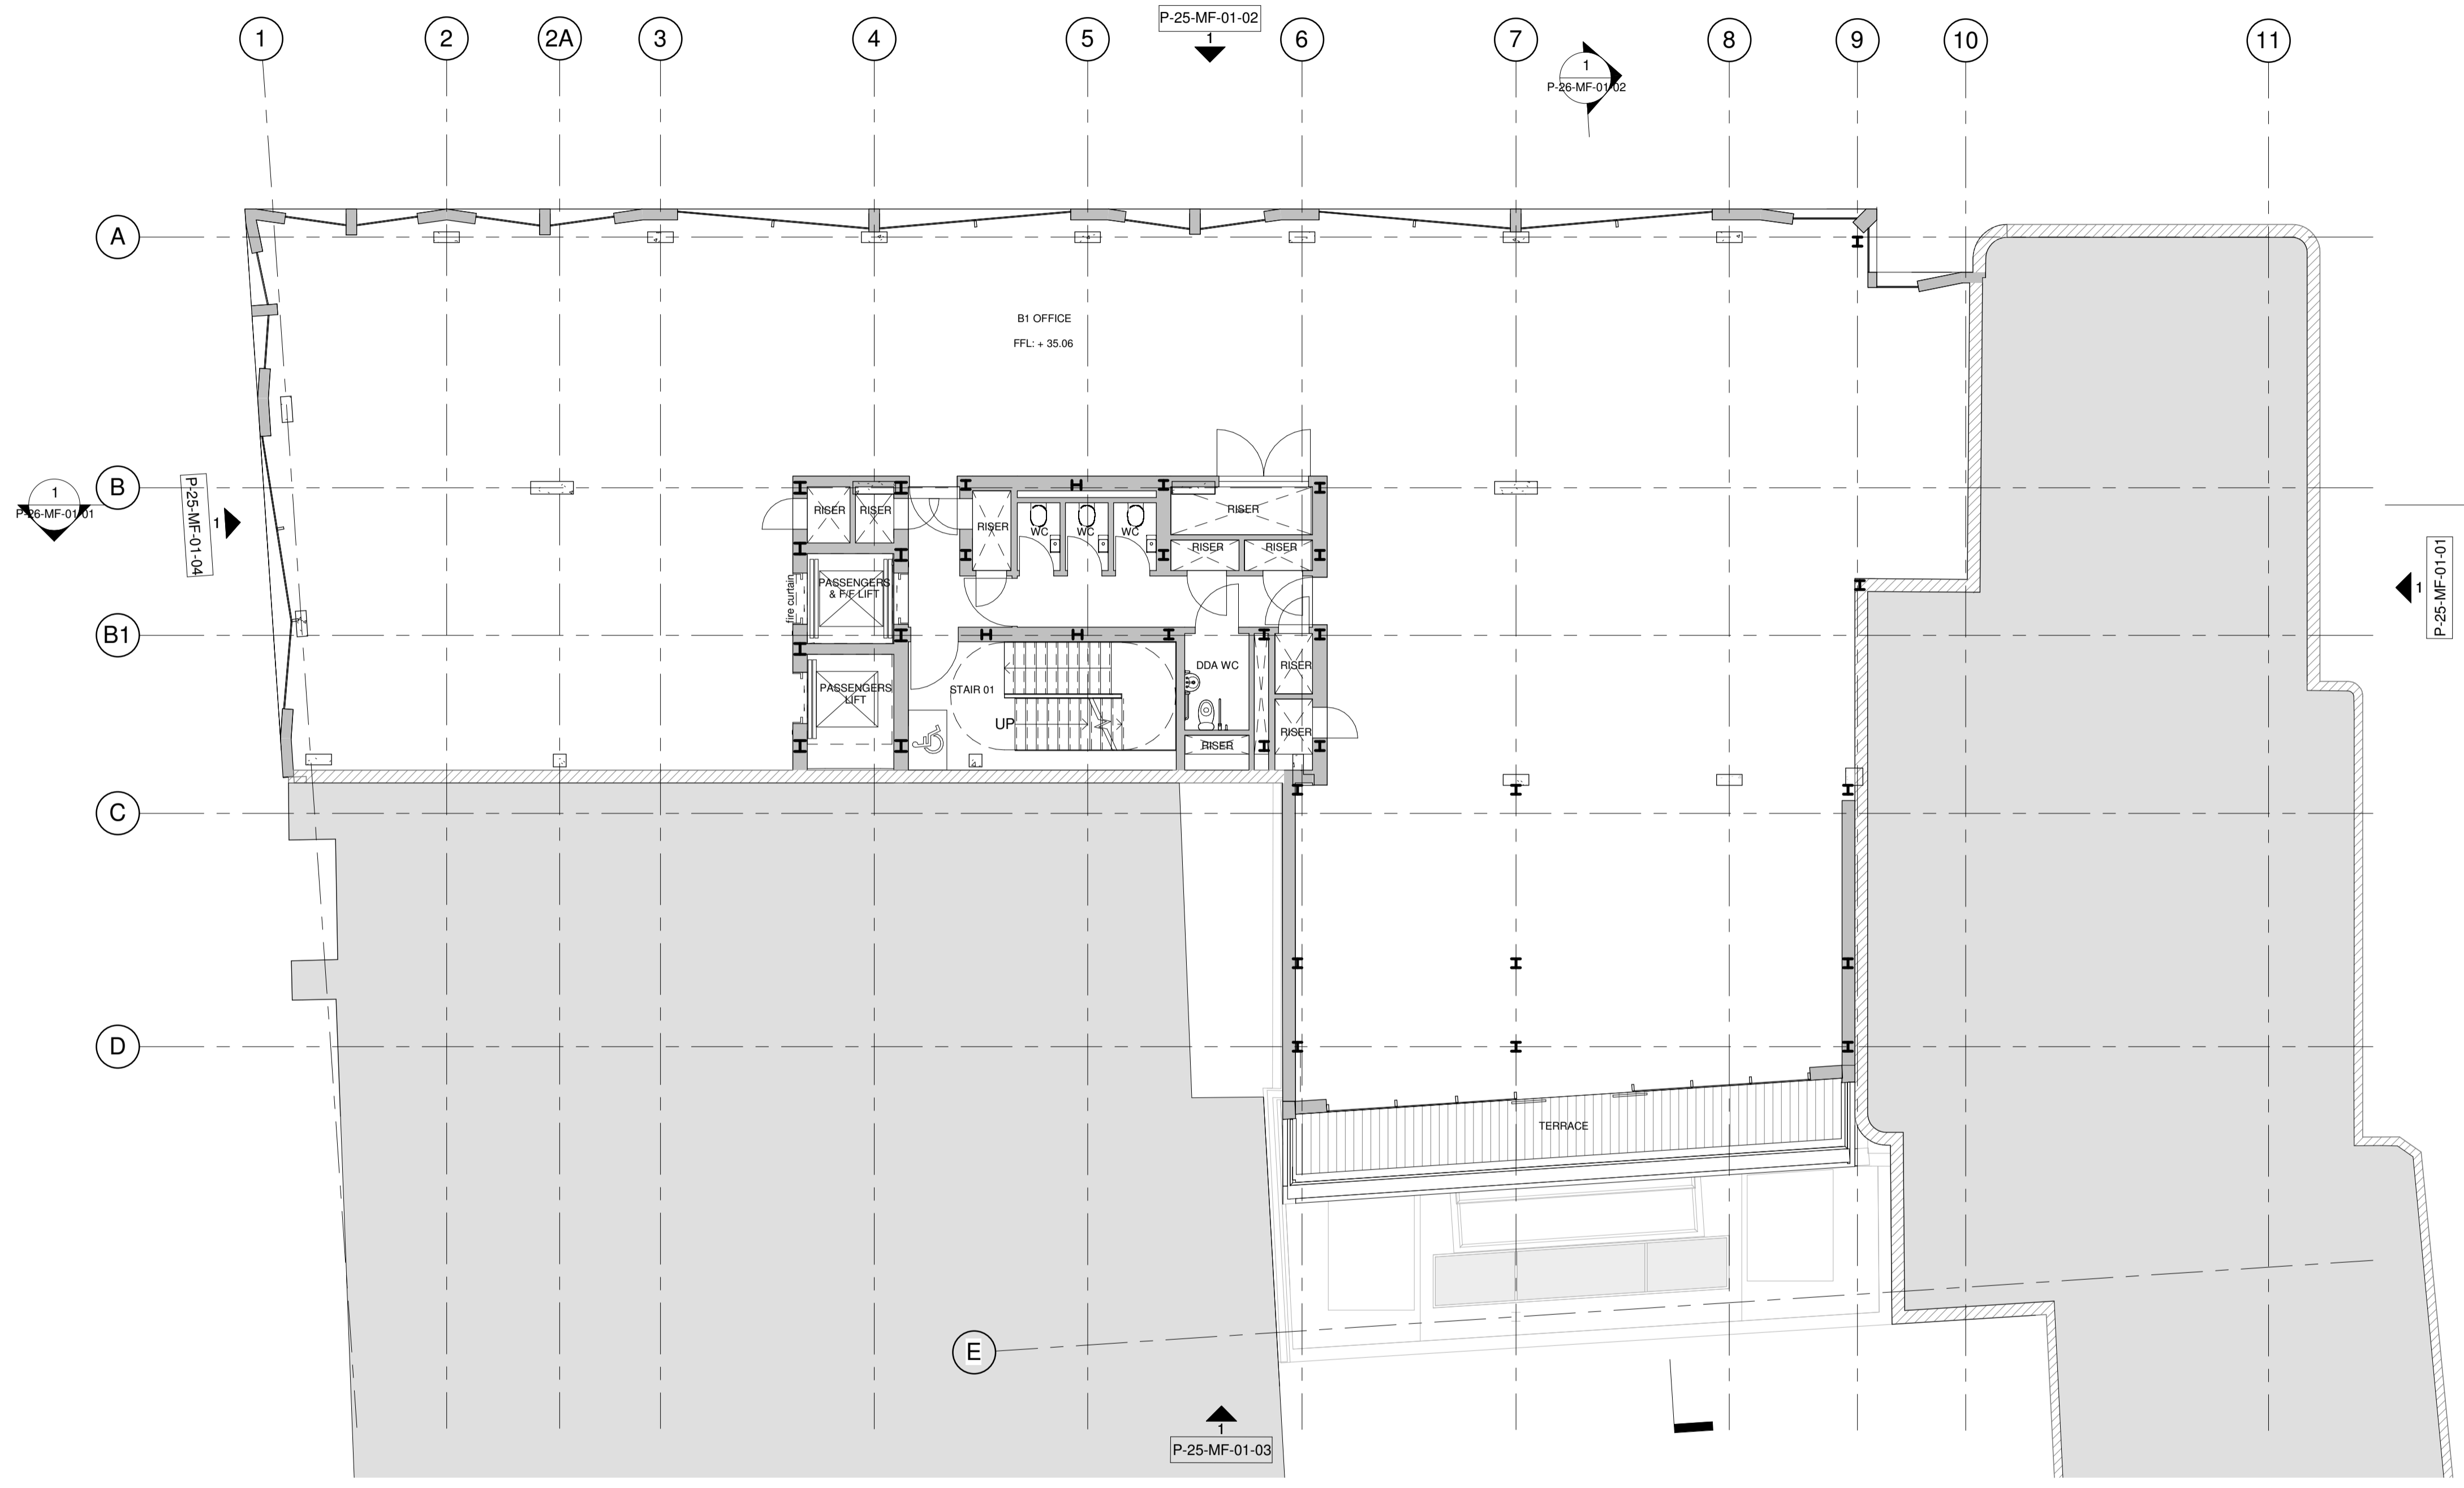 P-25-MF-01-02
1
1
2
2A
3
4
5
6
7
8
9
10
11
1
P-26-MF-01-02
A
B1 OFFICE
FFL: + 35.06
B
1
P-26-MF-01-01
P-25-MF-01-04
1
RISER
RISER
RISER
WC
WC
WC
RISER
RISER
RISER
fire curtain
PASSENGERS
& F/F LIFT
P-25-MF-01-01
1
B1
PASSENGERS
LIFT
STAIR 01
UP
DDA WC
RISER
RISER
RISER
C
D
TERRACE
E
1
P-25-MF-01-03